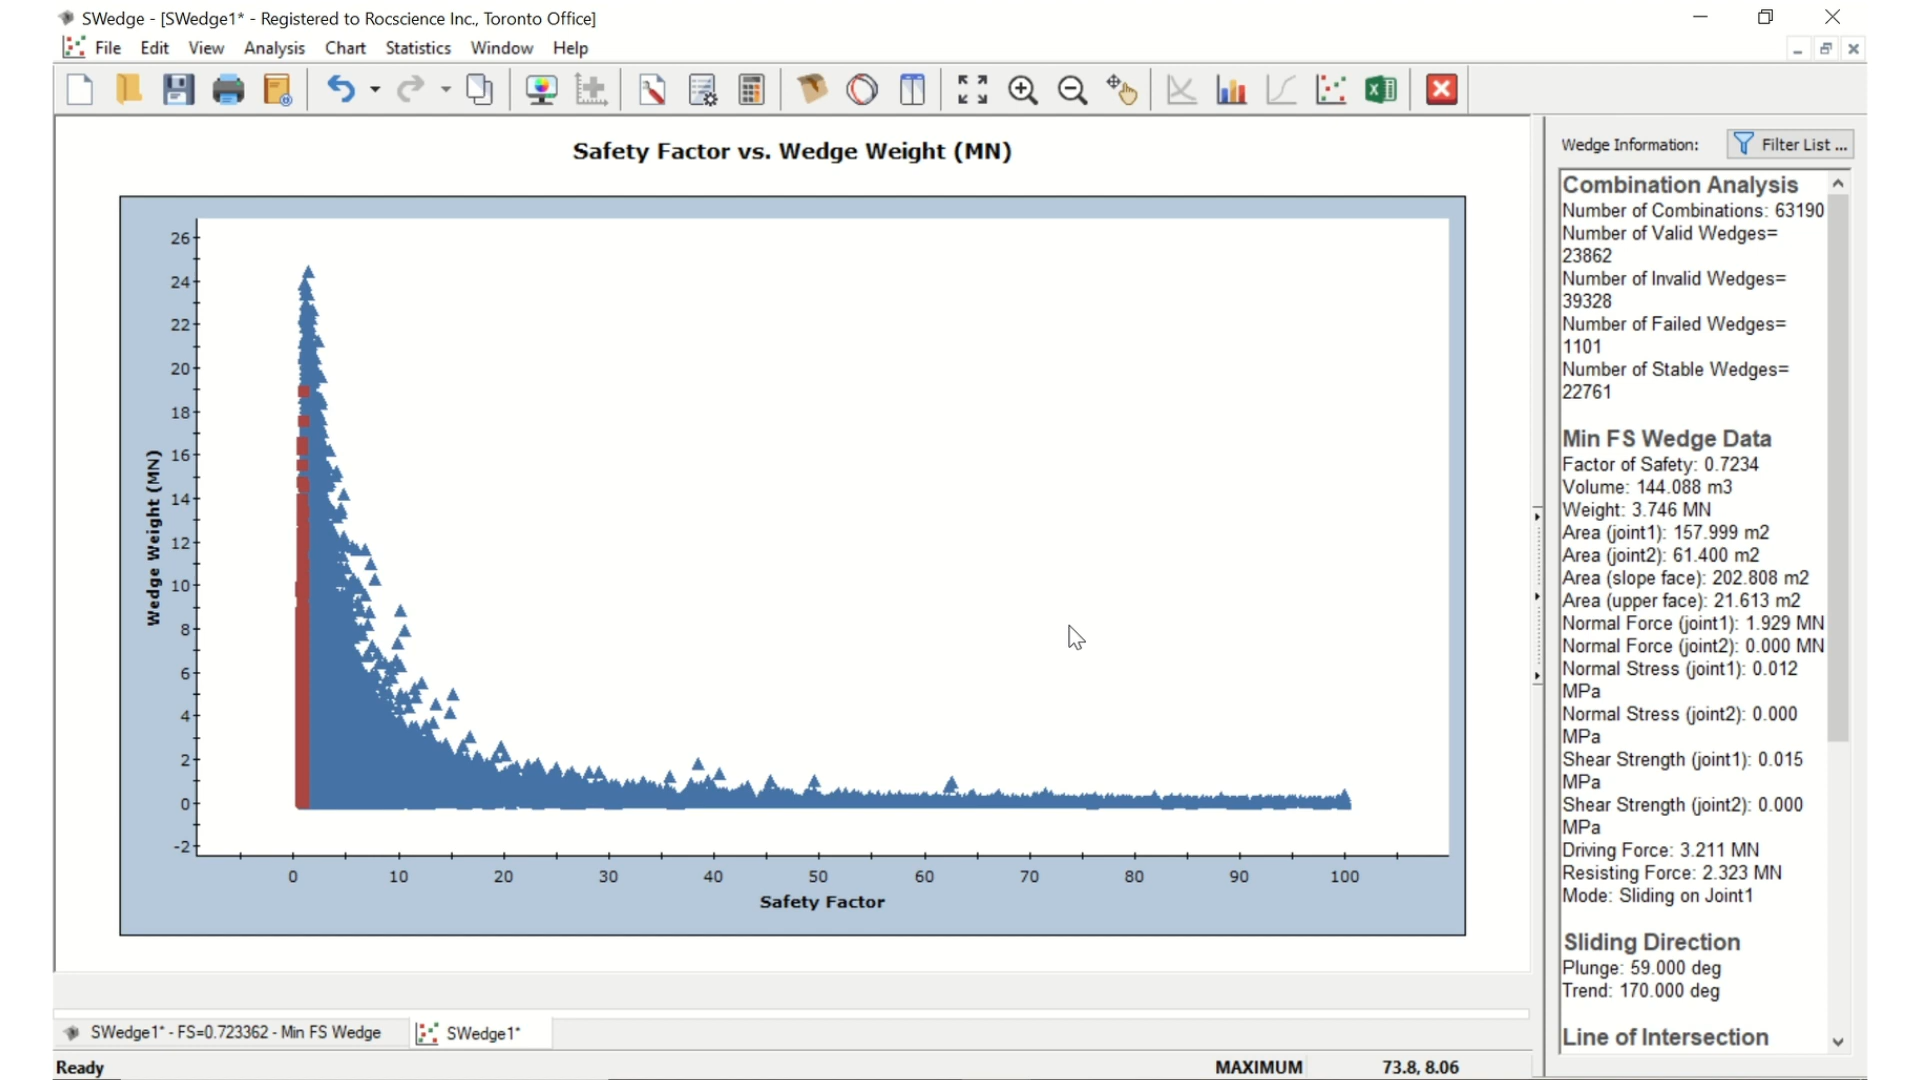 SWedge - [SWedge1* - Registered to Rocscience Inc., Toronto Office]
File Edit View Analysis Chart Statistics Window Help
Safety Factor vs. Wedge Weight (MN)
26
24
22
20
18
16
14
12
10
8
6
4
2
0
-2
Wedge Weight (MN)
0 10 20 30 40 50 60 70 80 90 100
Safety Factor
Wedge Information:
Filter List ...
Combination Analysis
Number of Combinations: 63190
Number of Valid Wedges=
23862
Number of Invalid Wedges=
39328
Number of Failed Wedges=
1101
Number of Stable Wedges=
22761
Min FS Wedge Data
Factor of Safety: 0.7234
Volume: 144.088 m3
Weight: 3.746 MN
Area (joint1): 157.999 m2
Area (joint2): 61.400 m2
Area (slope face): 202.808 m2
Area (upper face): 21.613 m2
Normal Force (joint1): 1.929 MN
Normal Force (joint2): 0.000 MN
Normal Stress (joint1): 0.012
MPa
Normal Stress (joint2): 0.000
MPa
Shear Strength (joint1): 0.015
MPa
Shear Strength (joint2): 0.000
MPa
Driving Force: 3.211 MN
Resisting Force: 2.323 MN
Mode: Sliding on Joint1
Sliding Direction
Plunge: 59.000 deg
Trend: 170.000 deg
Line of Intersection
SWedge1* - FS=0.723362 - Min FS Wedge
SWedge1*
Ready
MAXIMUM
73.8, 8.06